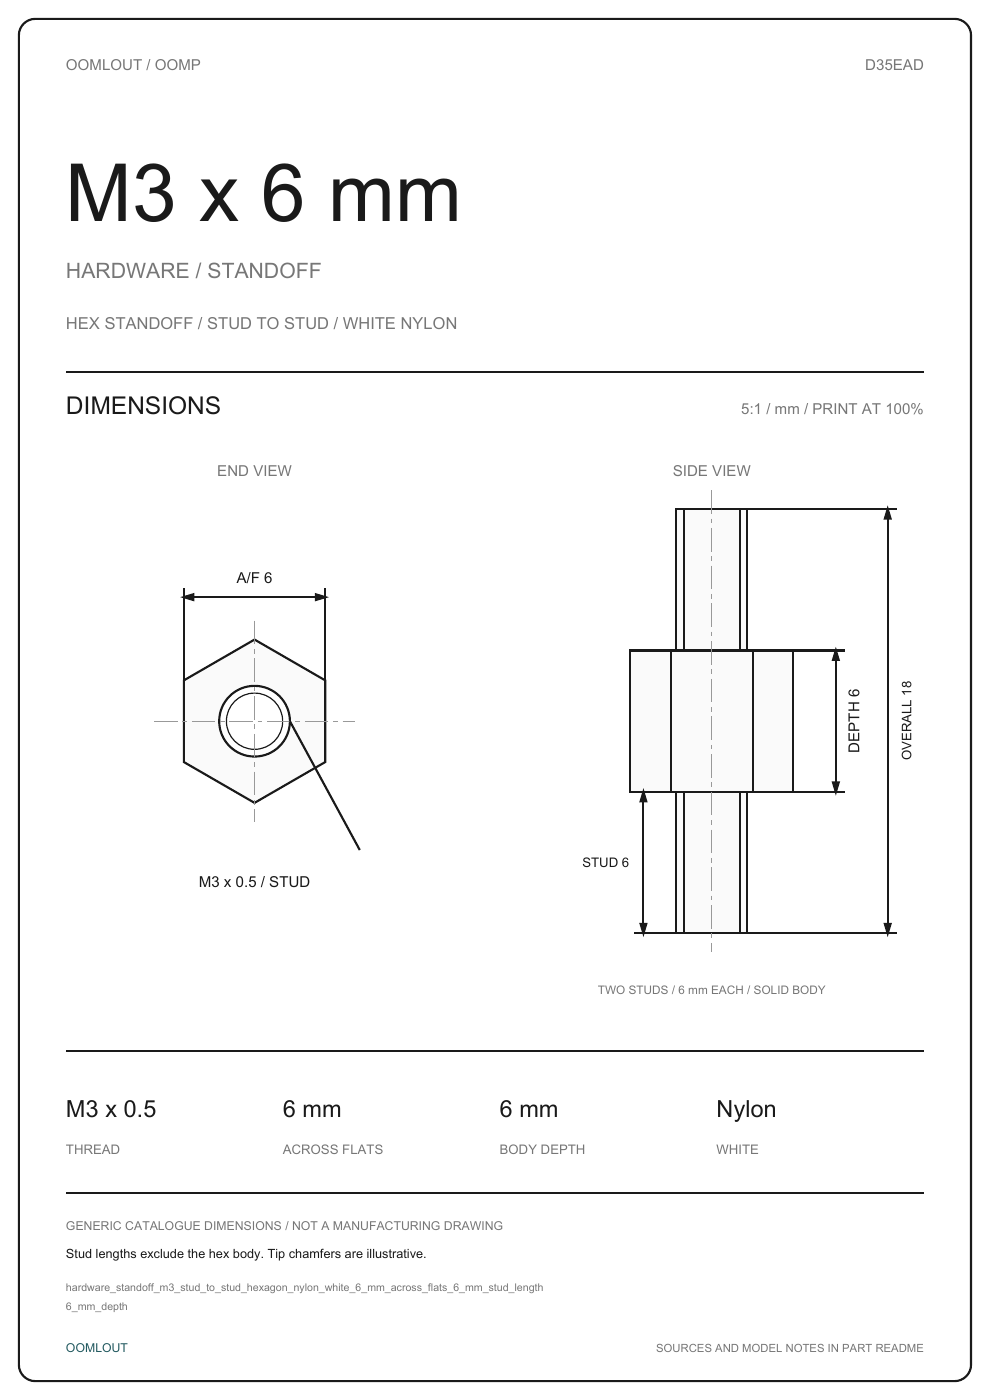 OOMLOUT / OOMP
D35EAD
M3 x 6 mm
HARDWARE / STANDOFF
HEX STANDOFF / STUD TO STUD / WHITE NYLON
DIMENSIONS
5:1 / mm / PRINT AT 100%
END VIEW
SIDE VIEW
A/F 6
DEPTH 6
OVERALL 18
STUD 6
M3 x 0.5 / STUD
TWO STUDS / 6 mm EACH / SOLID BODY
M3 x 0.5
6 mm
6 mm
Nylon
THREAD
ACROSS FLATS
BODY DEPTH
WHITE
GENERIC CATALOGUE DIMENSIONS / NOT A MANUFACTURING DRAWING
Stud lengths exclude the hex body. Tip chamfers are illustrative.
hardware_standoff_m3_stud_to_stud_hexagon_nylon_white_6_mm_across_flats_6_mm_stud_length
6_mm_depth
OOMLOUT
SOURCES AND MODEL NOTES IN PART README